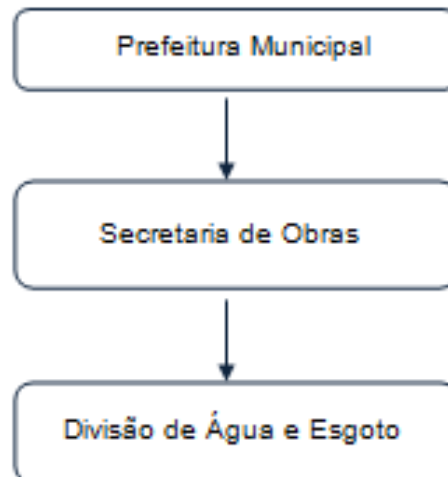 Prefeitura Municipal
Secretaria de Obras
Divisão de Água e Esgoto